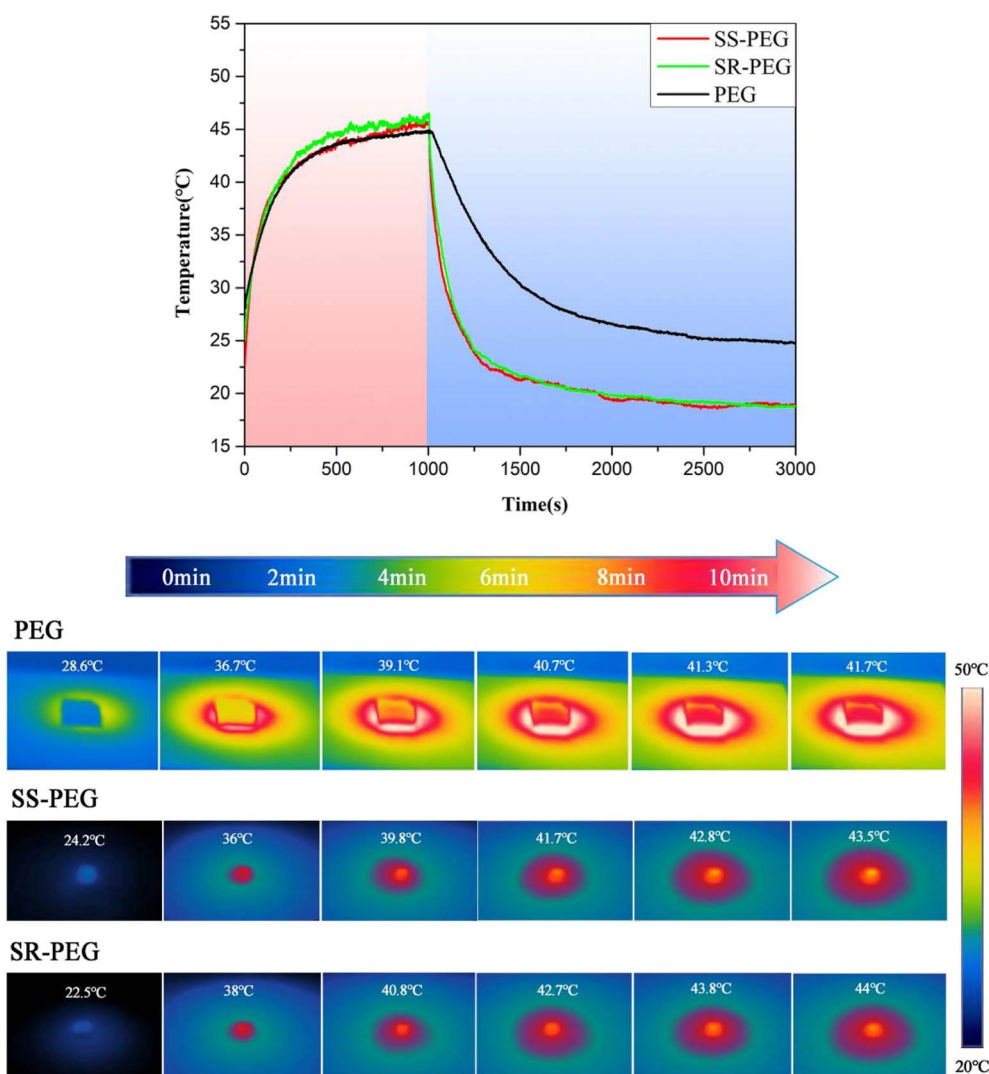 55
50
45
40
35
30
25
20
15
Temperature(℃)
SS-PEG
SR-PEG
PEG
0 500 1000 1500 2000 2500 3000
Time(s)
0min 2min 4min 6min 8min 10min
PEG
28.6℃ 36.7℃ 39.1℃ 40.7℃ 41.3℃ 41.7℃
50℃
SS-PEG
24.2℃ 36℃ 39.8℃ 41.7℃ 42.8℃ 43.5℃
SR-PEG
22.5℃ 38℃ 40.8℃ 42.7℃ 43.8℃ 44℃
20℃